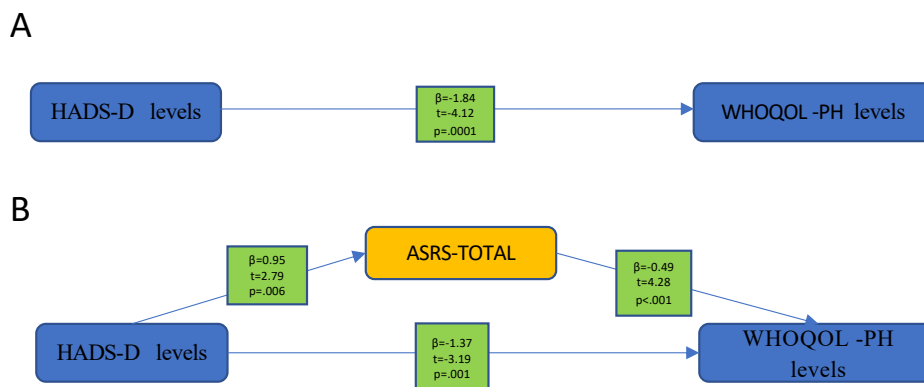 A
HADS-D levels
β=-1.84
t=-4.12
p=.0001
WHOQOL -PH levels
B
ASRS-TOTAL
β=0.95
t=2.79
p=.006
β=-0.49
t=4.28
p<.001
HADS-D levels
β=-1.37
t=-3.19
p=.001
WHOQOL -PH
levels